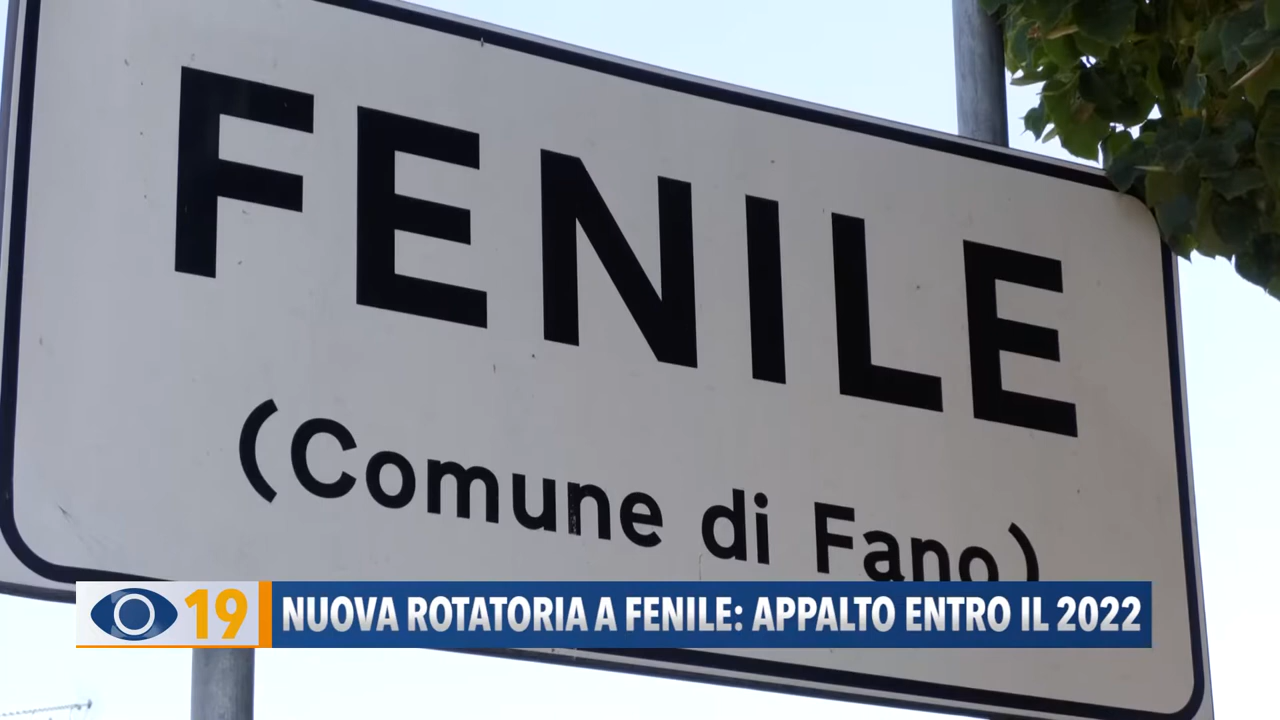 FENILE
(Comune di Fano)
19
NUOVA ROTATORIA A FENILE: APPALTO ENTRO IL 2022